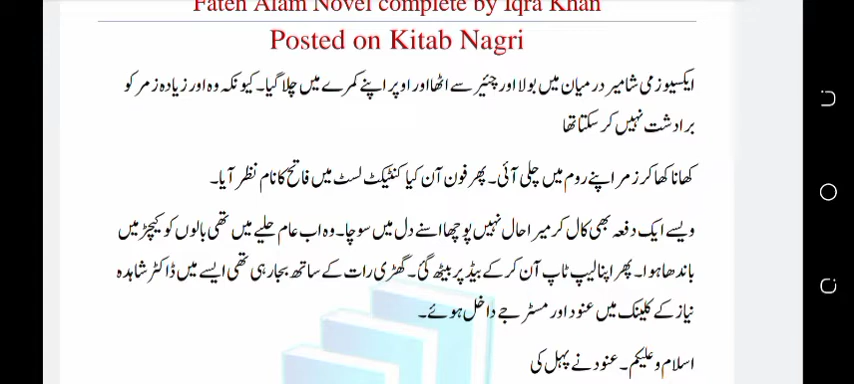 Fateh Alam Novel complete by Iqra Khan
Posted on Kitab Nagri
ایکسیوزمی شامیر درمیان میں بولا اور چئیر سے اٹھا اور اوپر اپنے کمرے میں چلا گیا۔ کیونکہ وہ اور زیادہ زمر کو
برادشت نہیں کر سکتا تھا
کھانا کھا کر زمر اپنے روم میں چلی آئی۔ پھر فون آن کیا کنٹیکٹ لسٹ میں فاتح کا نام نظر آیا۔
ویسے ایک دفعہ بھی کال کر میرا حال نہیں پوچھا اسنے دل میں سوچا۔ وہ اب عام حلیے میں تھی بالوں کو کیچڑ میں
باندھا ہوا۔ پھر اپنا لیپ ٹاپ آن کر کے بیڈ پر بیٹھ گئی۔ گھڑی رات کے ساتھ بجا رہی تھی ایسے میں ڈاکٹر شاہدہ
نیاز کے کلینک میں عنود اور مسٹر جے داخل ہوئے۔
اسلام و علیکم۔ عنود نے پہل کی